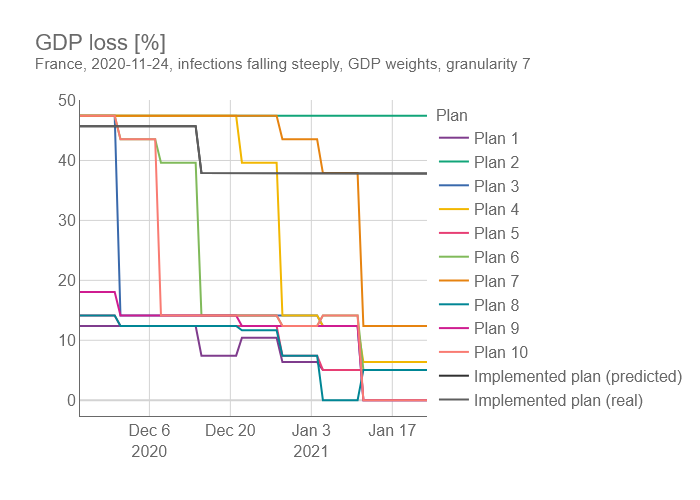 GDP loss [%]
France, 2020-11-24, infections falling steeply, GDP weights, granularity 7
50
40
30
20
10
0
Dec 6
2020
Dec 20
Jan 3
2021
Jan 17
Plan
Plan 1
Plan 2
Plan 3
Plan 4
Plan 5
Plan 6
Plan 7
Plan 8
Plan 9
Plan 10
Implemented plan (predicted)
Implemented plan (real)